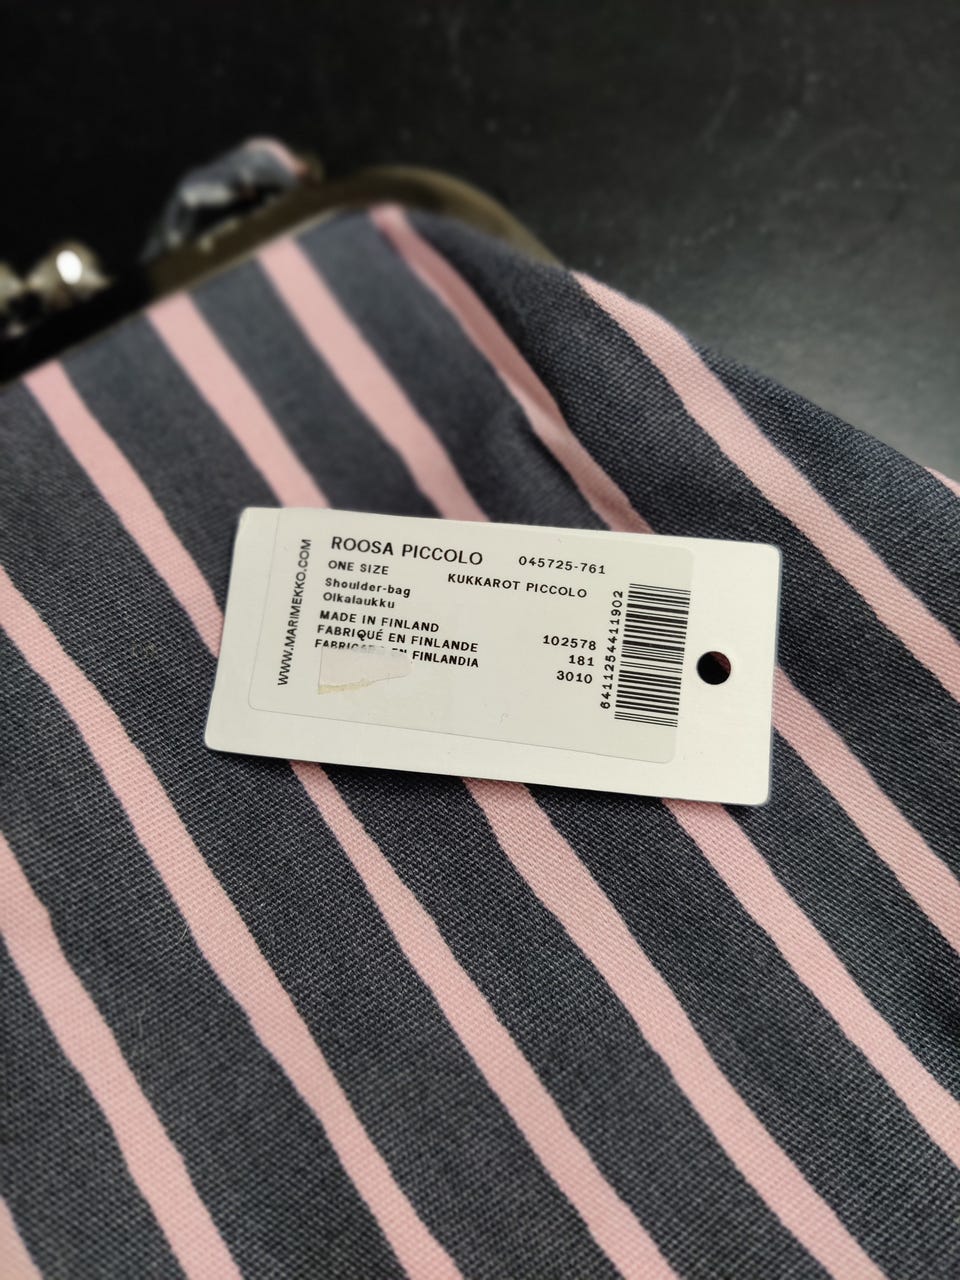 WWW.MARIMEKKO.COM
ROOSA PICCOLO 045725-761
ONE SIZE KUKKAROT PICCOLO
Shoulder-bag
Olkalaukku
MADE IN FINLAND
FABRIQUÉ EN FINLANDE 102578
FINLANDIA 181
3010
6411254411902